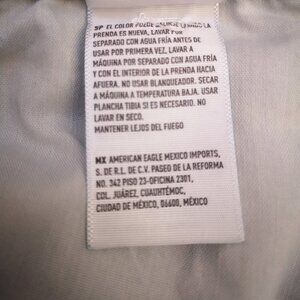 SP EL COLOR PUEDE SALIRSE CUANDO LA
PRENDA ES NUEVA, LAVAR POR
SEPARADO CON AGUA FRÍA ANTES DE
USAR POR PRIMERA VEZ. LAVAR A
MÁQUINA POR SEPARADO CON AGUA FRÍA
Y CON EL INTERIOR DE LA PRENDA HACIA
AFUERA. NO USAR BLANQUEADOR. SECAR A
MÁQUINA A TEMPERATURA BAJA. USAR
PLANCHA TIBIA SI ES NECESARIO. NO
LAVAR EN SECO.
MANTENER LEJOS DEL FUEGO
MX AMERICAN EAGLE MEXICO IMPORTS,
S. DE R.L. DE C.V. PASEO DE LA REFORMA
NO. 342 PISO 23-OFICINA 2301,
COL. JUÁREZ, CUAUHTÉMOC,
CIUDAD DE MÉXICO, 06600, MÉXICO